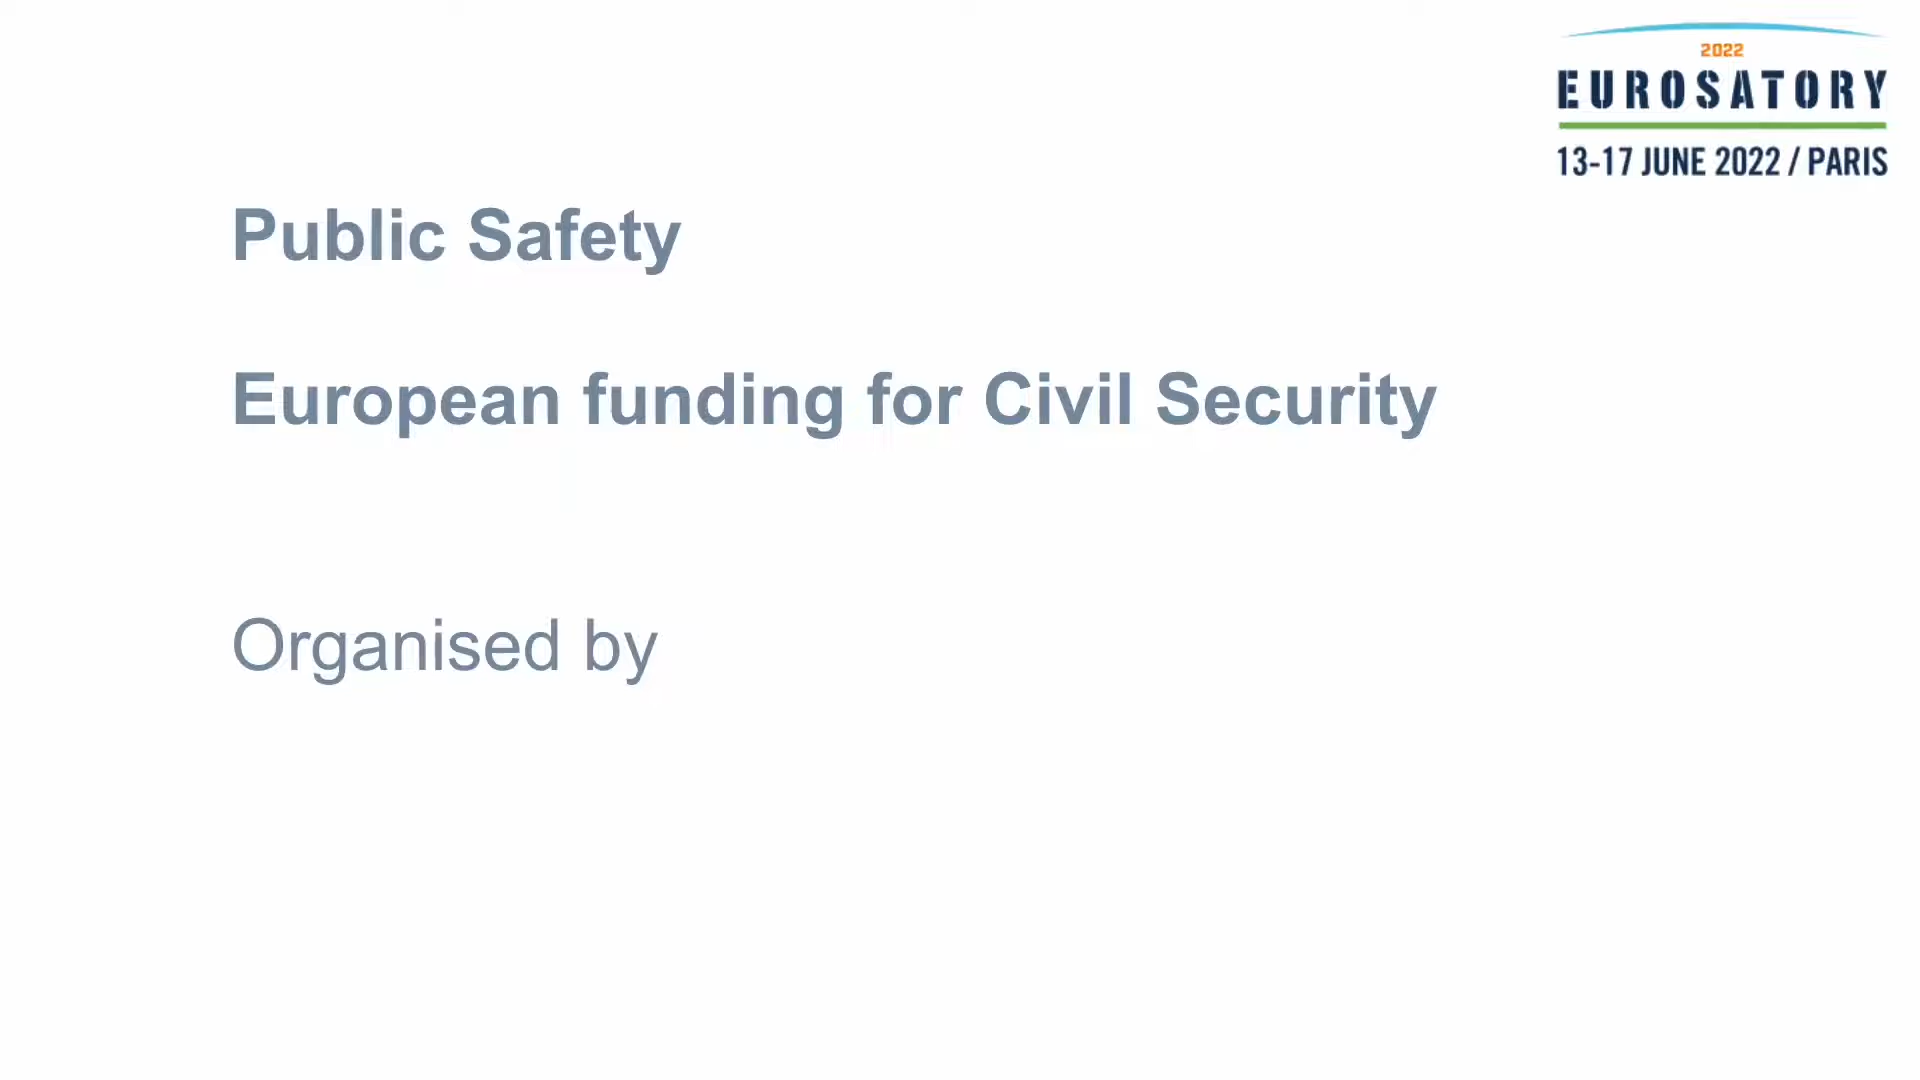 2022
EUROSATORY
13-17 JUNE 2022 / PARIS
Public Safety
European funding for Civil Security
Organised by